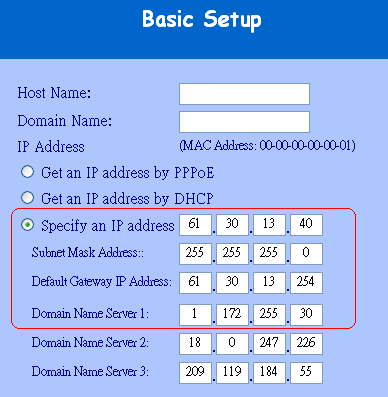 Basic Setup
Host Name:
Domain Name:
IP Address (MAC Address: 00-00-00-00-00-01)
Get an IP address by PPPoE
Get an IP address by DHCP
Specify an IP address 61 . 30 . 13 . 40
Subnet Mask Address:: 255 . 255 . 255 . 0
Default Gateway IP Address: 61 . 30 . 13 . 254
Domain Name Server 1: 1 . 172 . 255 . 30
Domain Name Server 2: 18 . 0 . 247 . 226
Domain Name Server 3: 209 . 119 . 184 . 55